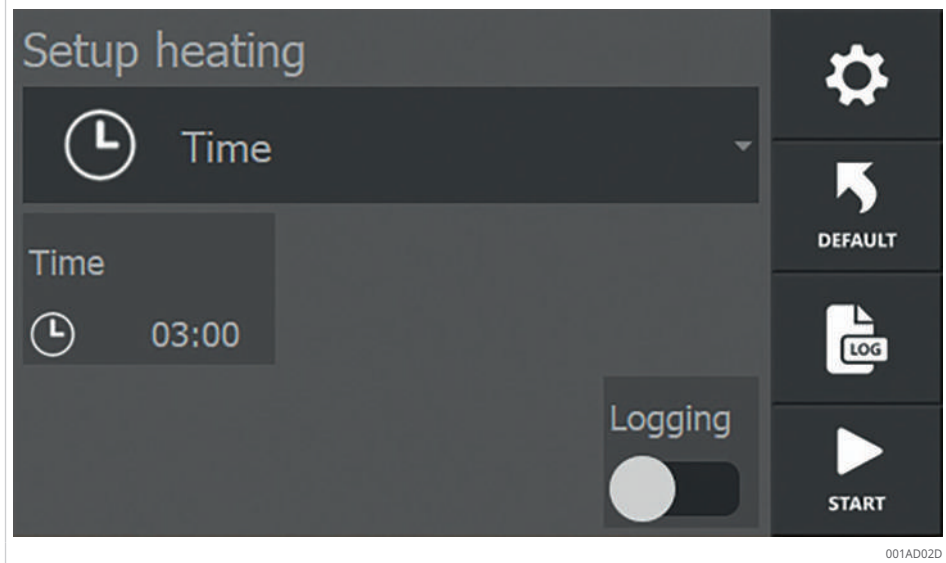 Setup heating
Time
Time
03:00
Logging
DEFAULT
LOG
START
001AD02D